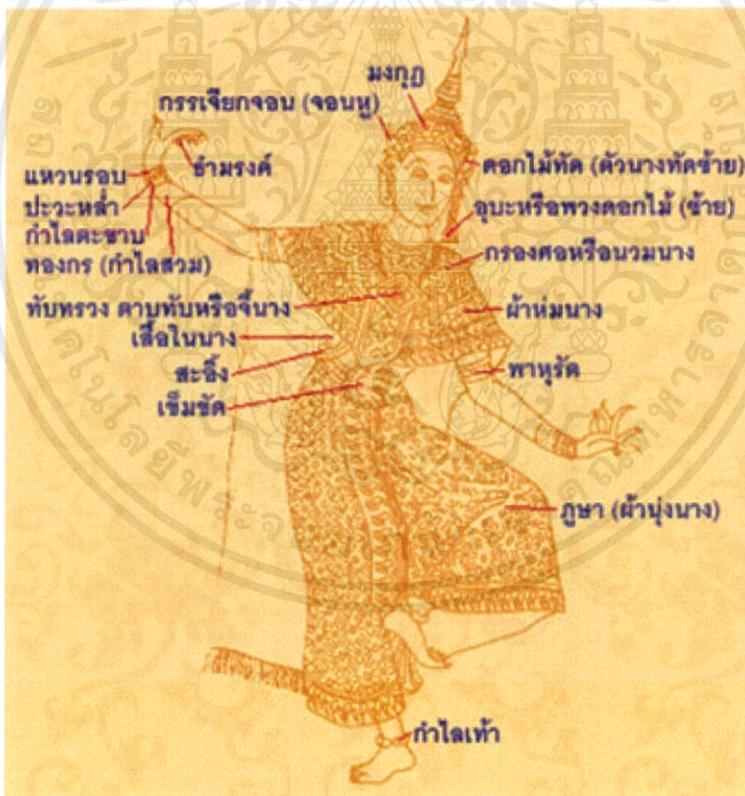 มงกุฎ
กรรเจียกจอน (จอนหู)
ธำมรงค์
ดอกไม้ทัด (ตัวนางทัดซ้าย)
แหวนรอบ
ปะวะหล่ำ
กำไลตะขาบ
ทองกร (กำไลสวม)
อุบะหรือพวงดอกไม้ (ซ้าย)
กรองศอหรือนวมนาง
ทับทรวง ตาบทับหรือจี้นาง
ผ้าห่มนาง
เสื้อในนาง
สะอิ้ง
พาหุรัด
เข็มขัด
ภูษา (ผ้านุ่งนาง)
กำไลเท้า